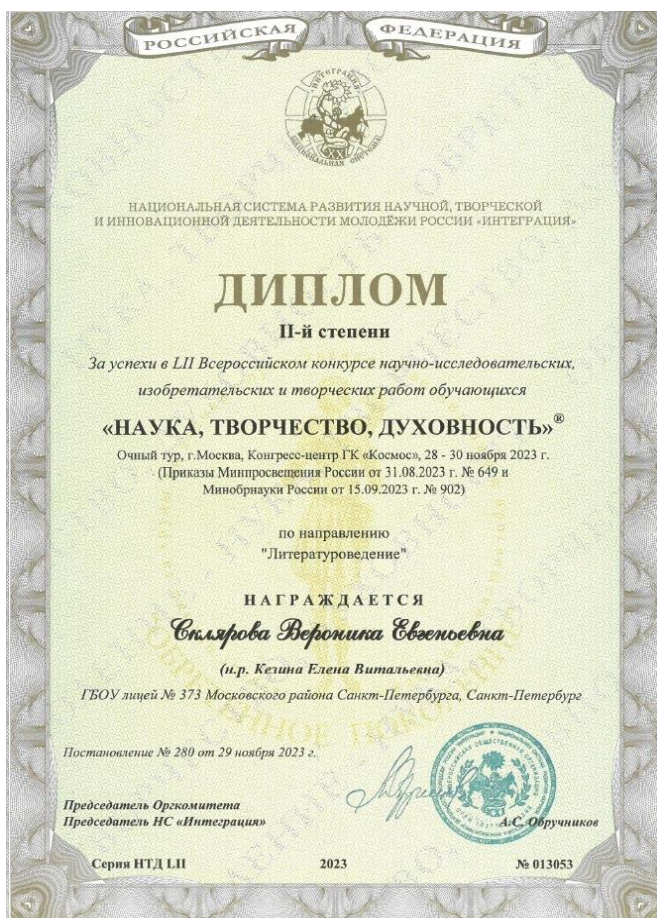 РОССИЙСКАЯ ФЕДЕРАЦИЯ
ИНТЕГРАЦИЯ
НАЦИОНАЛЬНАЯ СИСТЕМА
XXI
НАЦИОНАЛЬНАЯ СИСТЕМА РАЗВИТИЯ НАУЧНОЙ, ТВОРЧЕСКОЙ
И ИННОВАЦИОННОЙ ДЕЯТЕЛЬНОСТИ МОЛОДЁЖИ РОССИИ «ИНТЕГРАЦИЯ»
ДИПЛОМ
II-й степени
За успехи в LII Всероссийском конкурсе научно-исследовательских,
изобретательских и творческих работ обучающихся
«НАУКА, ТВОРЧЕСТВО, ДУХОВНОСТЬ»®
Очный тур, г.Москва, Конгресс-центр ГК «Космос», 28 - 30 ноября 2023 г.
(Приказы Минпросвещения России от 31.08.2023 г. № 649 и
Минобрнауки России от 15.09.2023 г. № 902)
по направлению
"Литературоведение"
НАГРАЖДАЕТСЯ
Склярова Вероника Евгеньевна
(н.р. Кезина Елена Витальевна)
ГБОУ лицей № 373 Московского района Санкт-Петербурга, Санкт-Петербург
Постановление № 280 от 29 ноября 2023 г.
Председатель Оргкомитета
Председатель НС «Интеграция»
А.С. Обручников
Серия НТД LII 2023 № 013053